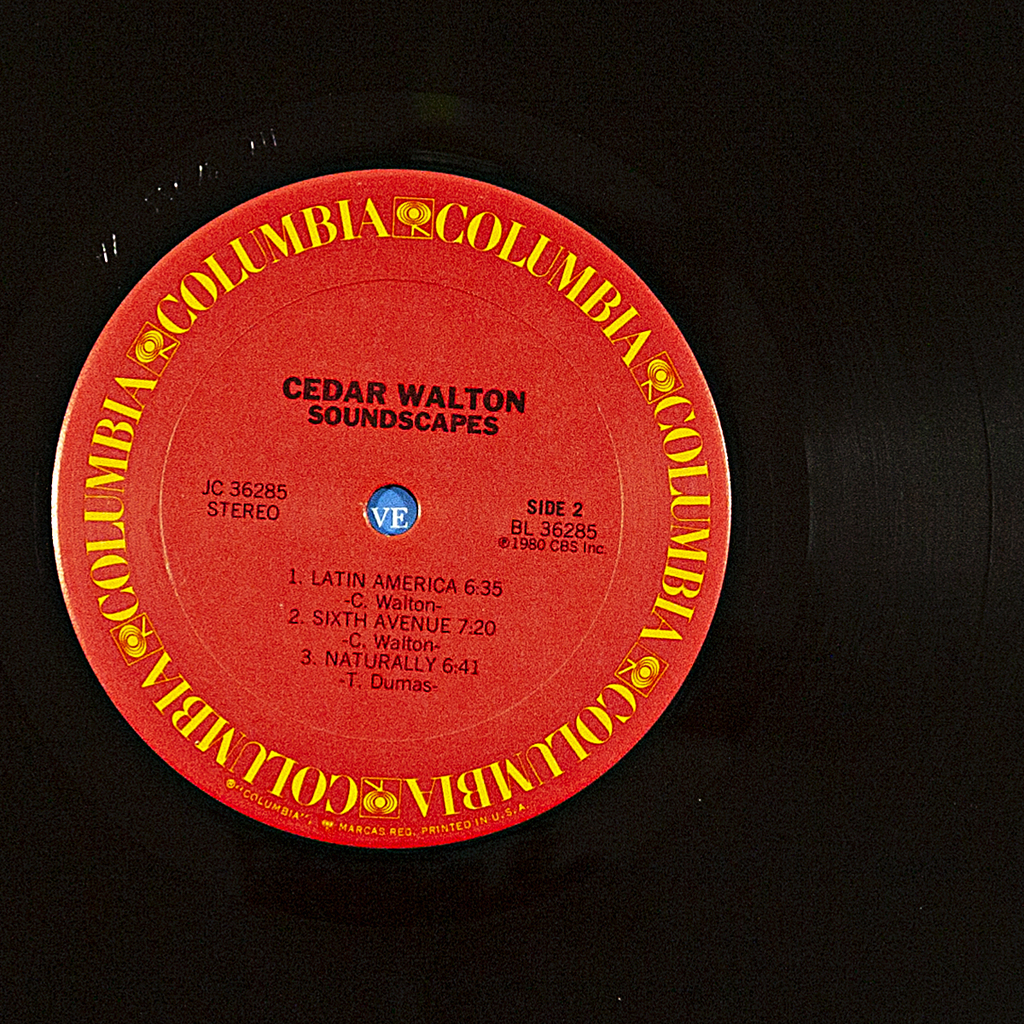 COLUMBIA COLUMBIA COLUMBIA COLUMBIA COLUMBIA COLUMBIA COLUMBIA
CEDAR WALTON
SOUNDSCAPES
JC 36285
STEREO
VE
SIDE 2
BL 36285
℗1980 CBS Inc.
1. LATIN AMERICA 6:35
-C. Walton-
2. SIXTH AVENUE 7:20
-C. Walton-
3. NATURALLY 6:41
-T. Dumas-
®"COLUMBIA", MARCAS REG. PRINTED IN U.S.A.